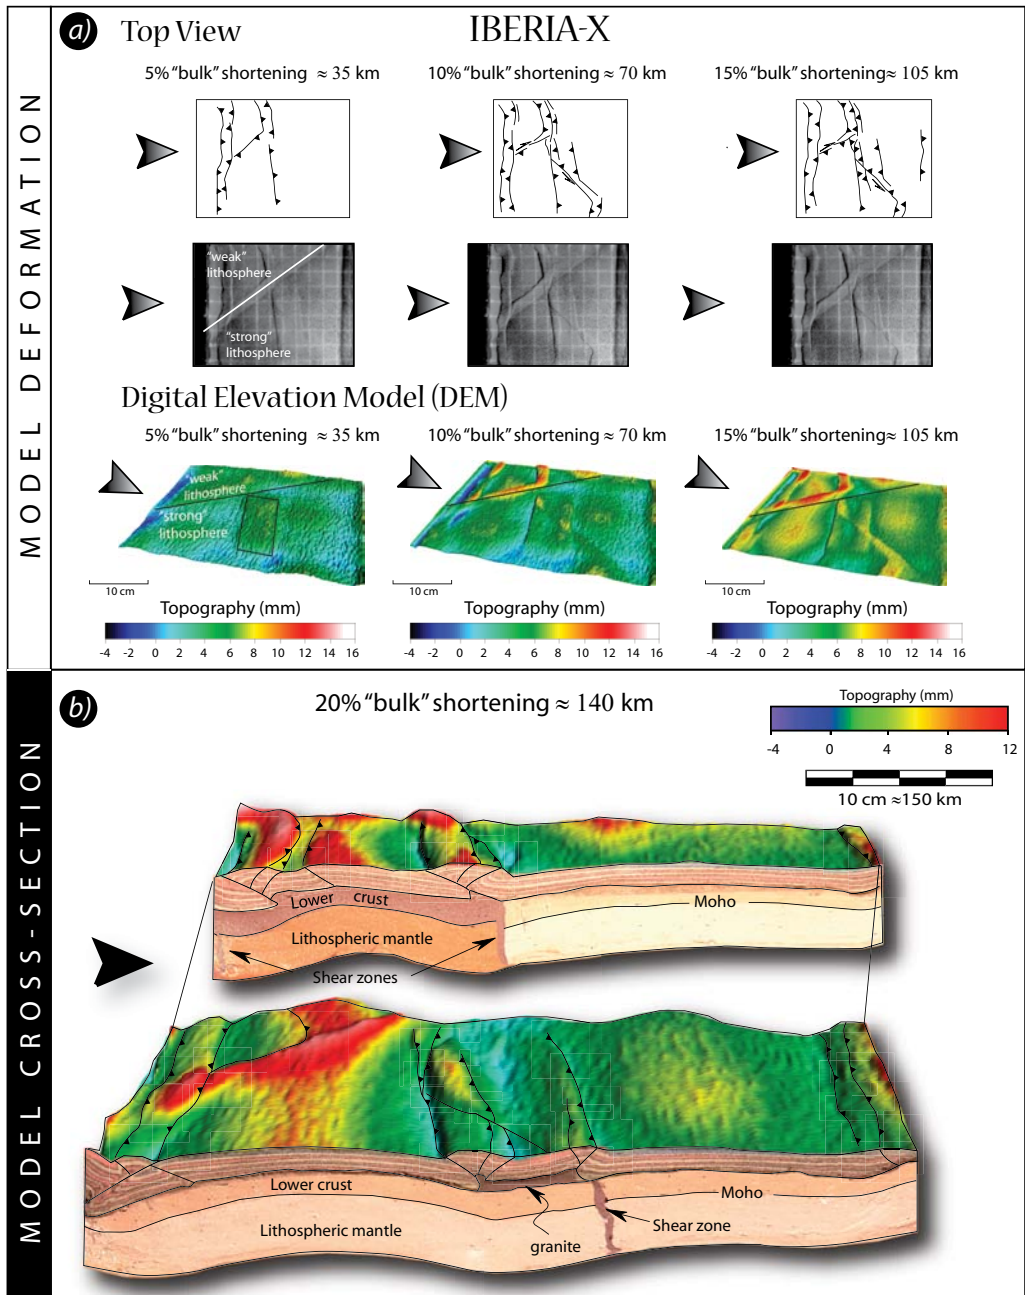 MODEL DEFORMATION
a) Top View
IBERIA-X
5% "bulk" shortening ≈ 35 km
10% "bulk" shortening ≈ 70 km
15% "bulk" shortening≈ 105 km
"weak"
lithosphere
"strong"
lithosphere
Digital Elevation Model (DEM)
5% "bulk" shortening ≈ 35 km
10% "bulk" shortening ≈ 70 km
15% "bulk" shortening≈ 105 km
"weak"
lithosphere
"strong"
lithosphere
10 cm
10 cm
10 cm
Topography (mm)
Topography (mm)
Topography (mm)
-4 -2 0 2 4 6 8 10 12 14 16
-4 -2 0 2 4 6 8 10 12 14 16
-4 -2 0 2 4 6 8 10 12 14 16
MODEL CROSS-SECTION
b)
20% "bulk" shortening ≈ 140 km
Topography (mm)
-4 0 4 8 12
10 cm ≈150 km
Lower crust
Moho
Lithospheric mantle
Shear zones
Lower crust
Moho
Lithospheric mantle
Shear zone
granite